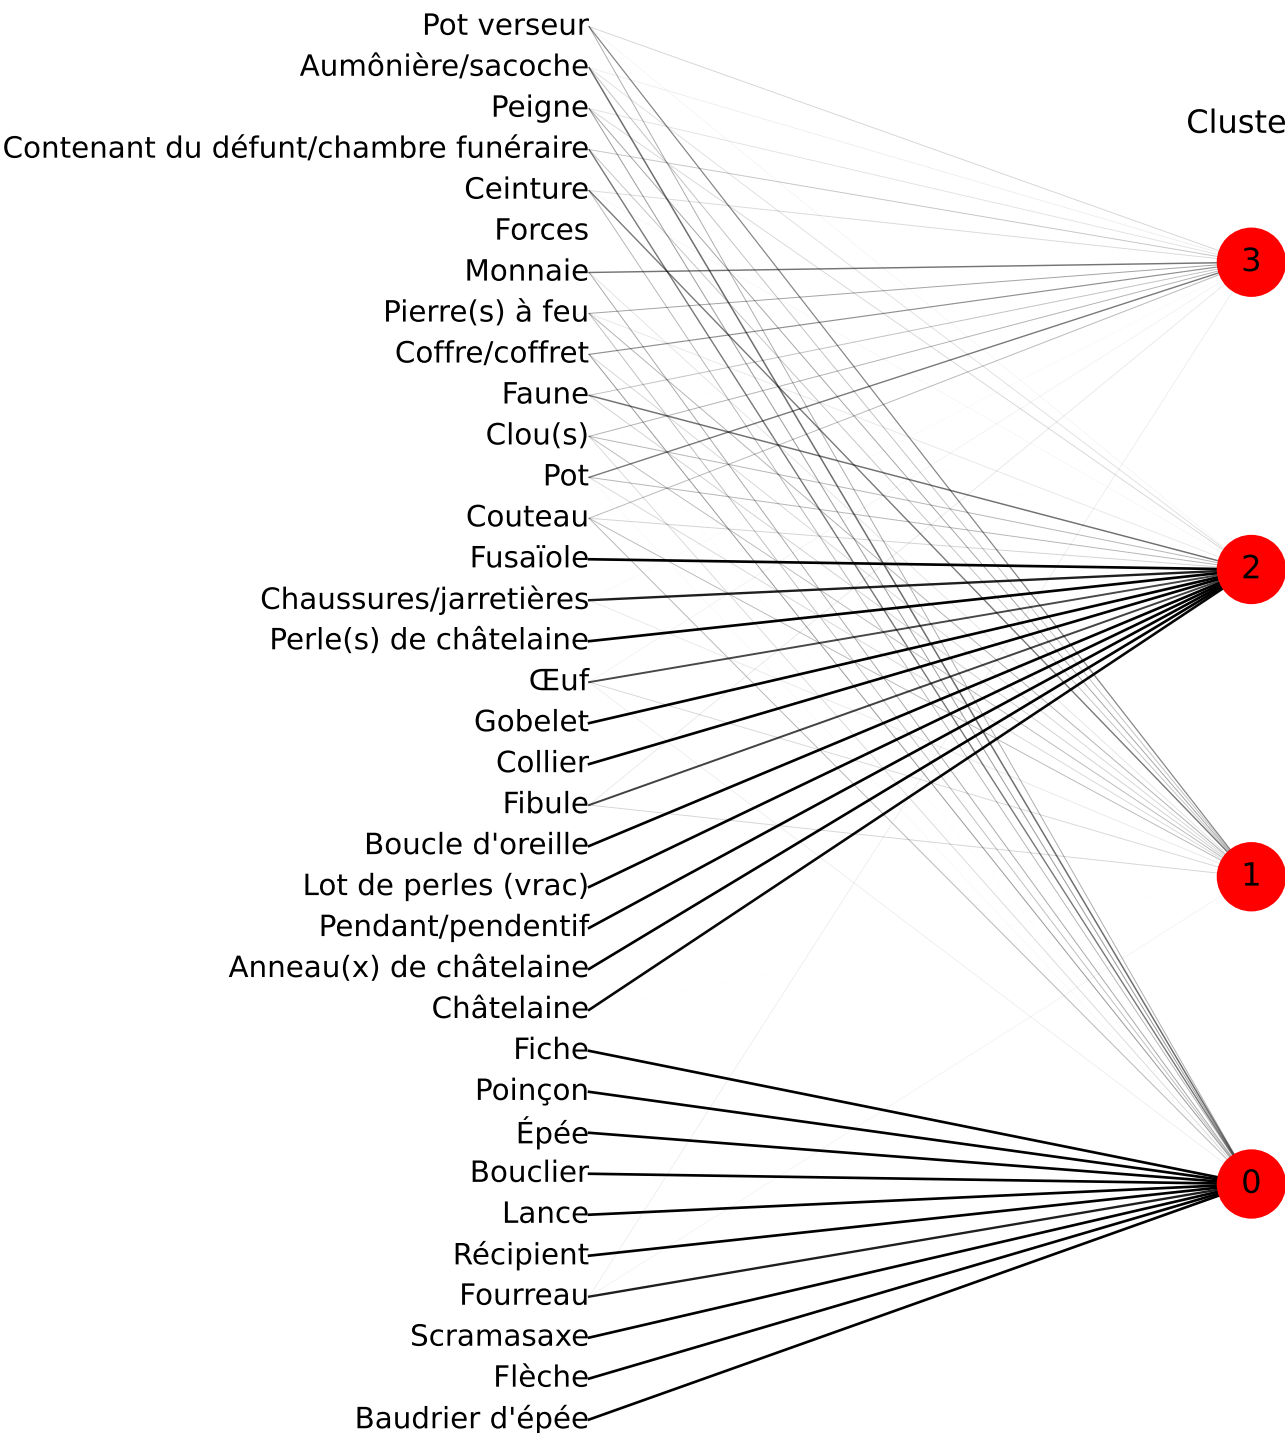 Pot verseur
Aumônière/sacoche
Peigne
Cluste
Contenant du défunt/chambre funéraire
Ceinture
Forces
3
Monnaie
Pierre(s) à feu
Coffre/coffret
Faune
Clou(s)
Pot
Couteau
Fusaïole
2
Chaussures/jarretières
Perle(s) de châtelaine
Œuf
Gobelet
Collier
Fibule
Boucle d'oreille
1
Lot de perles (vrac)
Pendant/pendentif
Anneau(x) de châtelaine
Châtelaine
Fiche
Poinçon
Épée
Bouclier
0
Lance
Récipient
Fourreau
Scramasaxe
Flèche
Baudrier d'épée